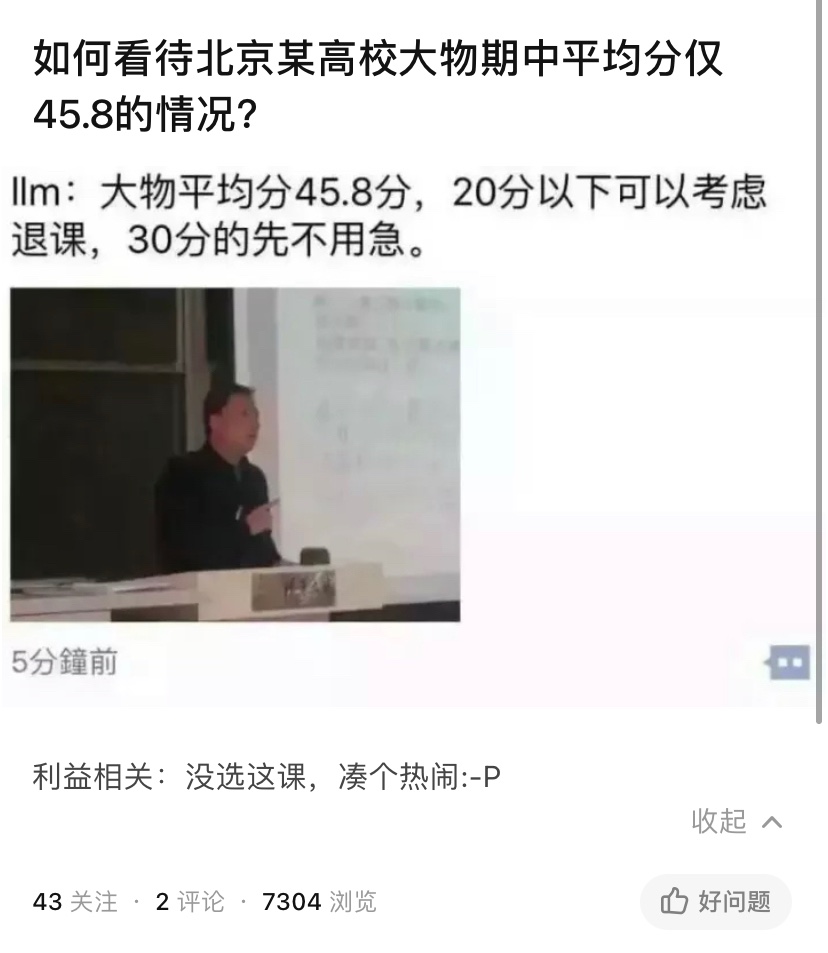 如何看待北京某高校大物期中平均分仅
45.8的情况?
llm：大物平均分45.8分，20分以下可以考虑
退课，30分的先不用急。
5分鐘前
利益相关：没选这课，凑个热闹:-P
收起
43 关注 · 2 评论 · 7304 浏览
好问题